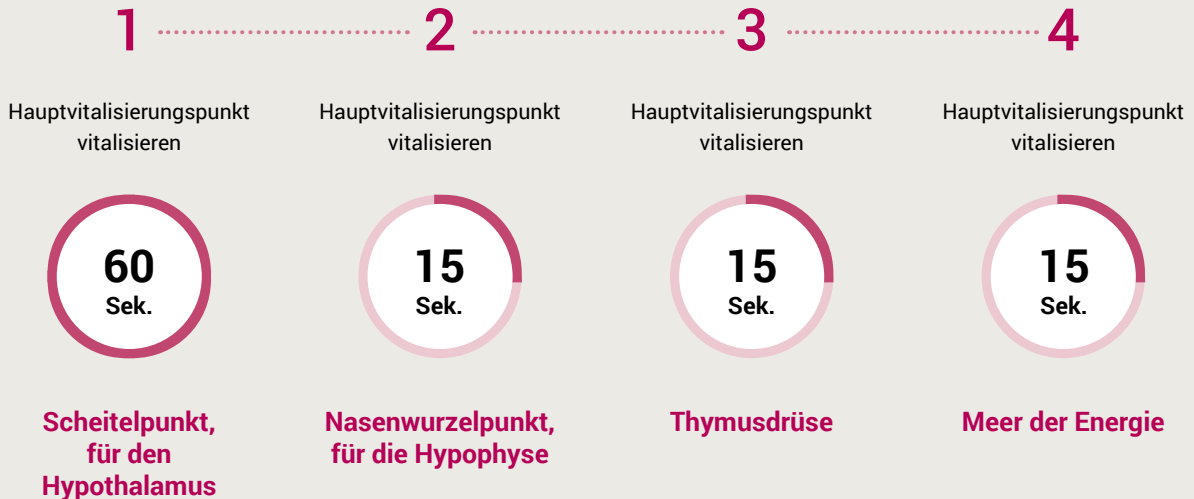 1
2
3
4
Hauptvitalisierungspunkt
vitalisieren
Hauptvitalisierungspunkt
vitalisieren
Hauptvitalisierungspunkt
vitalisieren
Hauptvitalisierungspunkt
vitalisieren
60
Sek.
15
Sek.
15
Sek.
15
Sek.
Scheitelpunkt,
für den
Hypothalamus
Nasenwurzelpunkt,
für die Hypophyse
Thymusdrüse
Meer der Energie